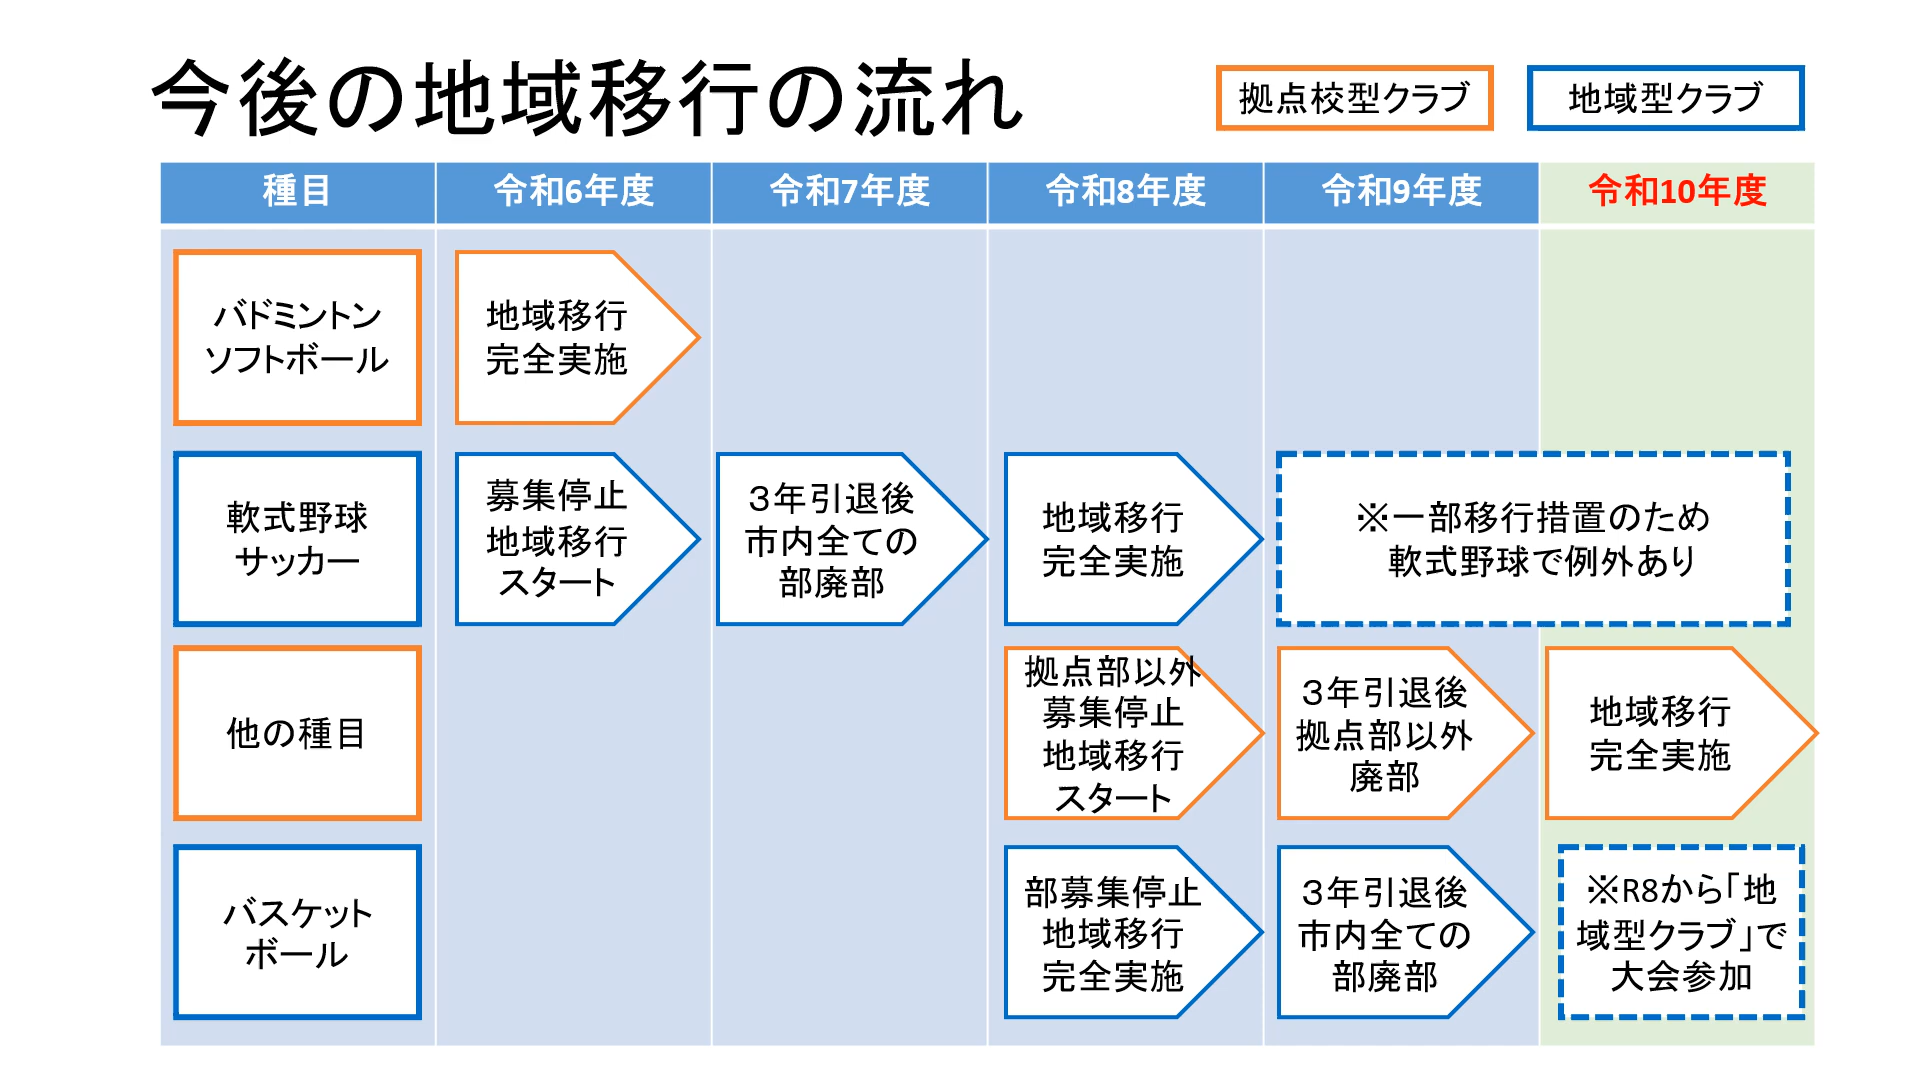 今後の地域移行の流れ
拠点校型クラブ
地域型クラブ
種目
令和6年度
令和7年度
令和8年度
令和9年度
令和10年度
バドミントン
ソフトボール
地域移行
完全実施
軟式野球
サッカー
募集停止
地域移行
スタート
３年引退後
市内全ての
部廃部
地域移行
完全実施
※一部移行措置のため
軟式野球で例外あり
他の種目
拠点部以外
募集停止
地域移行
スタート
３年引退後
拠点部以外
廃部
地域移行
完全実施
バスケット
ボール
部募集停止
地域移行
完全実施
３年引退後
市内全ての
部廃部
※R8から「地
域型クラブ」で
大会参加